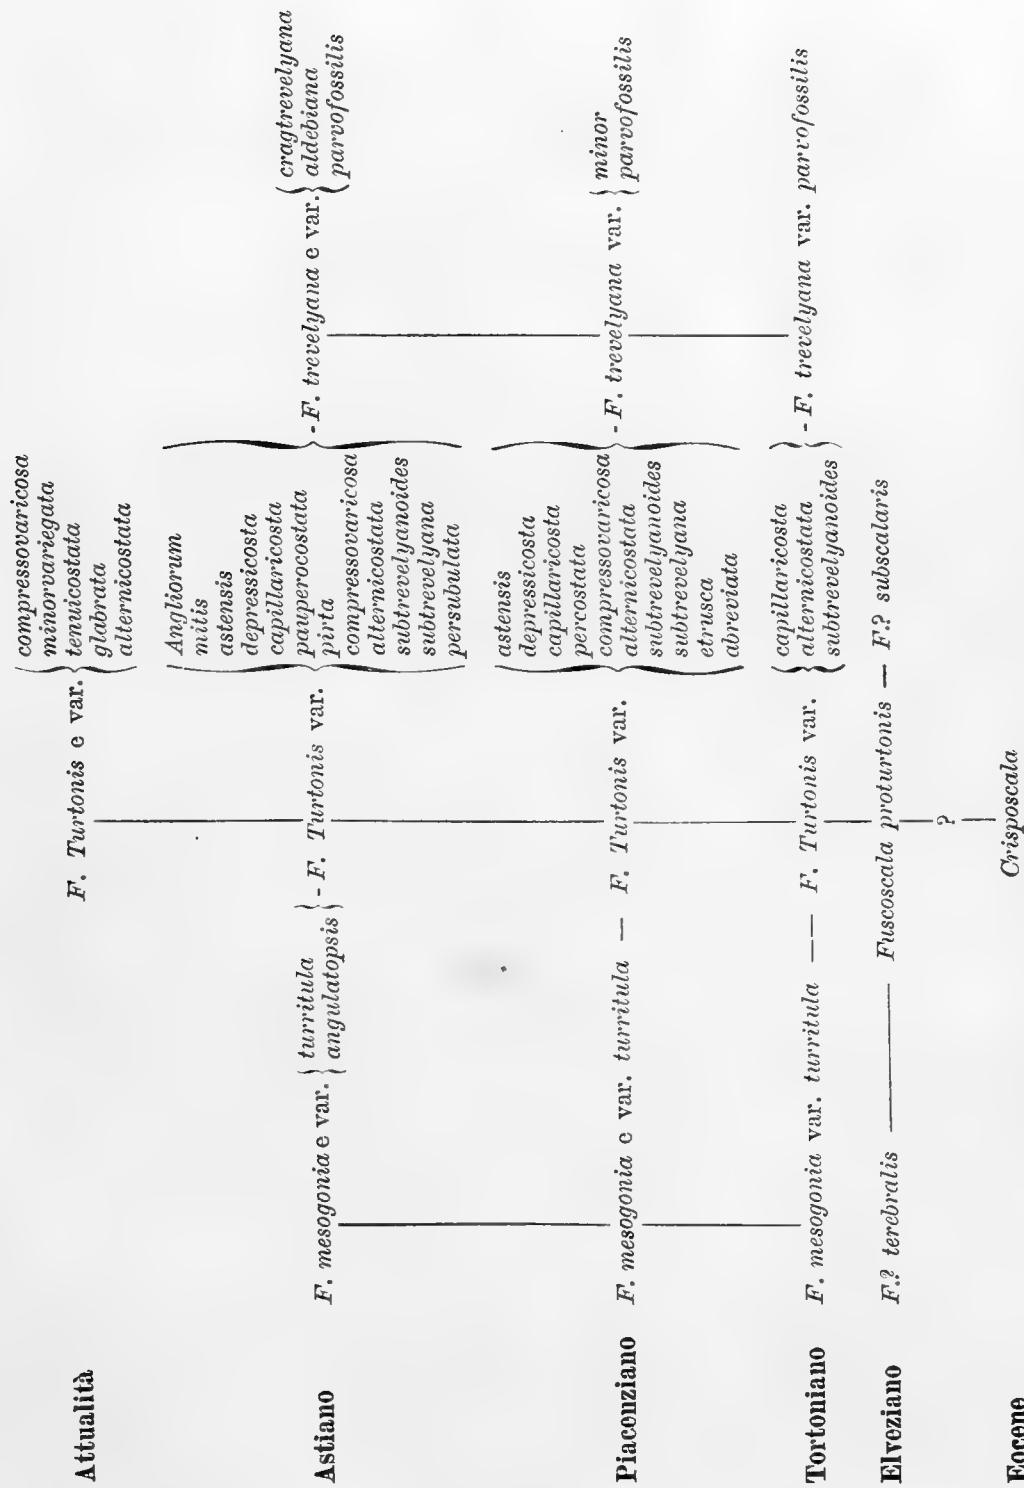 Attualità
F. Turtonis e var.
compressovaricosa
minorvariegata
tenuicostata
glabrata
alternicostata
Astiano
F. mesogonia e var.
turritula
angulatopsis
- F. Turtonis var.
Angliorum
mitis
astensis
depressicosta
capillaricosta
pauperocostata
pirta
compressovaricosa
alternicostata
subtrevelyanoides
subtrevelyana
persubulata
- F. trevelyana e var.
cragtrevelyana
aldebiana
parvofossilis
Piacenziano
F. mesogonia e var. turritula — F. Turtonis var.
astensis
depressicosta
capillaricosta
percostata
compressovaricosa
alternicostata
subtrevelyanoides
subtrevelyana
etrusca
abreviata
- F. trevelyana var.
minor
parvofossilis
Tortoniano
F. mesogonia var. turritula —— F. Turtonis var.
capillaricosta
alternicostata
subtrevelyanoides
- F. trevelyana var. parvofossilis
Elveziano
F.? terebralis —— Fuscoscala proturtonis — F.? subscalaris
?
Eocene
Crisposcala